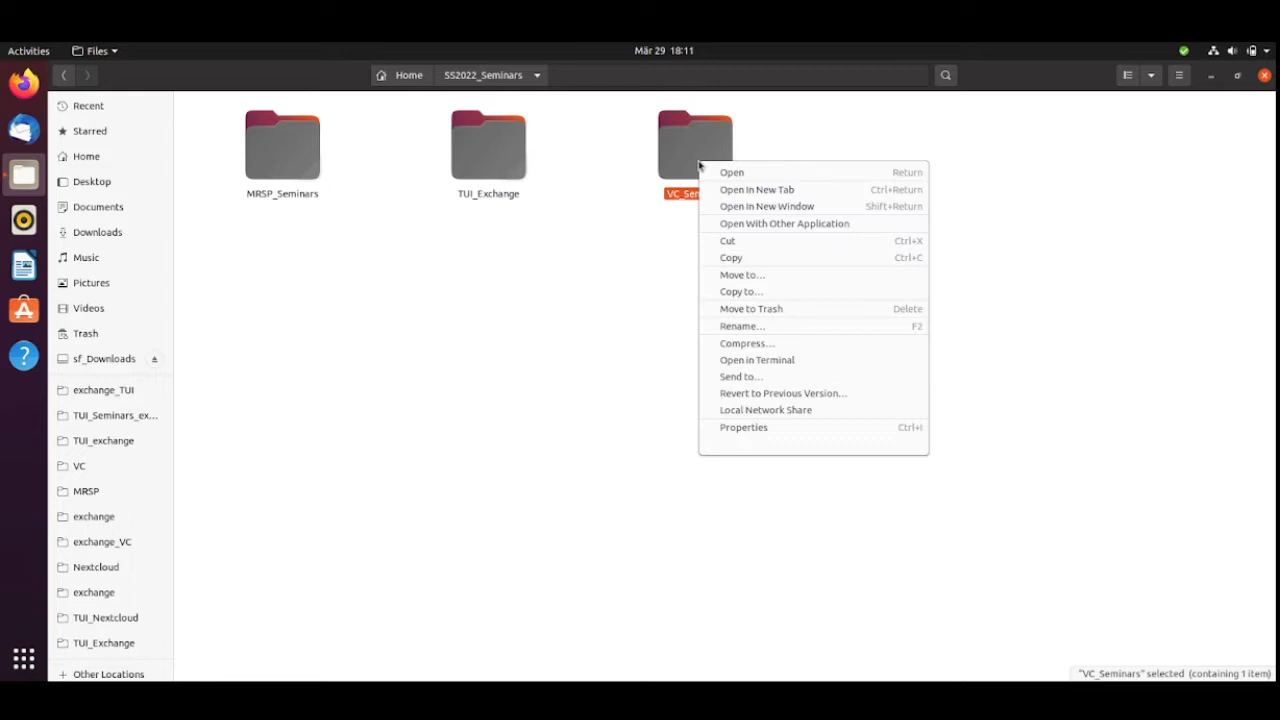 Activities
Files
Mär 29 18:11
Home
SS2022_Seminars
Recent
Starred
Home
Desktop
Documents
Downloads
Music
Pictures
Videos
Trash
sf_Downloads
exchange_TUI
TUI_Seminars_ex...
TUI_exchange
VC
MRSP
exchange
exchange_VC
Nextcloud
exchange
TUI_Nextcloud
TUI_Exchange
Other Locations
MRSP_Seminars
TUI_Exchange
VC_Sen
Open Return
Open In New Tab Ctrl+Return
Open In New Window Shift+Return
Open With Other Application
Cut Ctrl+X
Copy Ctrl+C
Move to...
Copy to...
Move to Trash Delete
Rename... F2
Compress...
Open in Terminal
Send to...
Revert to Previous Version...
Local Network Share
Properties Ctrl+I
"VC_Seminars" selected (containing 1 item)